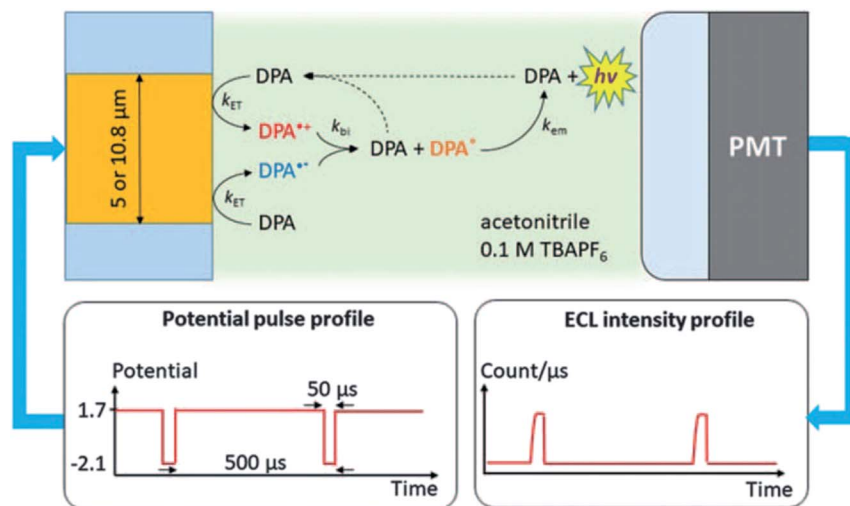 5 or 10.8 µm
DPA
k_ET
DPA•+
k_bi
DPA•-
k_ET
DPA
DPA + DPA*
k_em
DPA + hν
acetonitrile
0.1 M TBAPF₆
PMT
Potential pulse profile
Potential
1.7
-2.1
50 µs
500 µs
Time
ECL intensity profile
Count/µs
Time